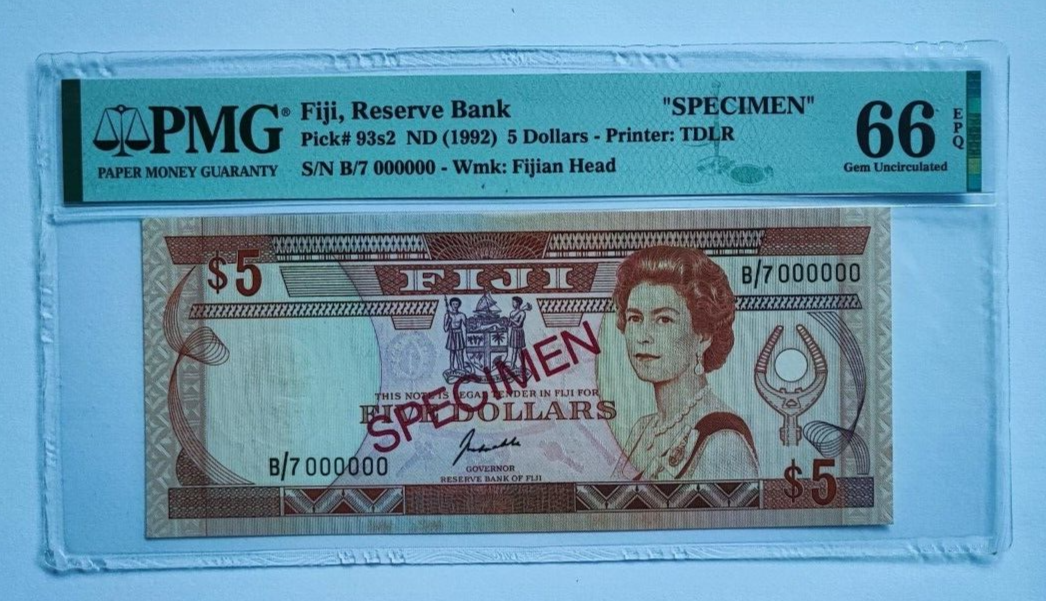 PMG®
PAPER MONEY GUARANTY
Fiji, Reserve Bank "SPECIMEN"
Pick# 93s2 ND (1992) 5 Dollars - Printer: TDLR
S/N B/7 000000 - Wmk: Fijian Head
66 EPQ
Gem Uncirculated
$5
FIJI
B/7 000000
SPECIMEN
THIS NOTE IS LEGAL TENDER IN FIJI FOR
FIVE DOLLARS
B/7 000000
GOVERNOR
RESERVE BANK OF FIJI
$5